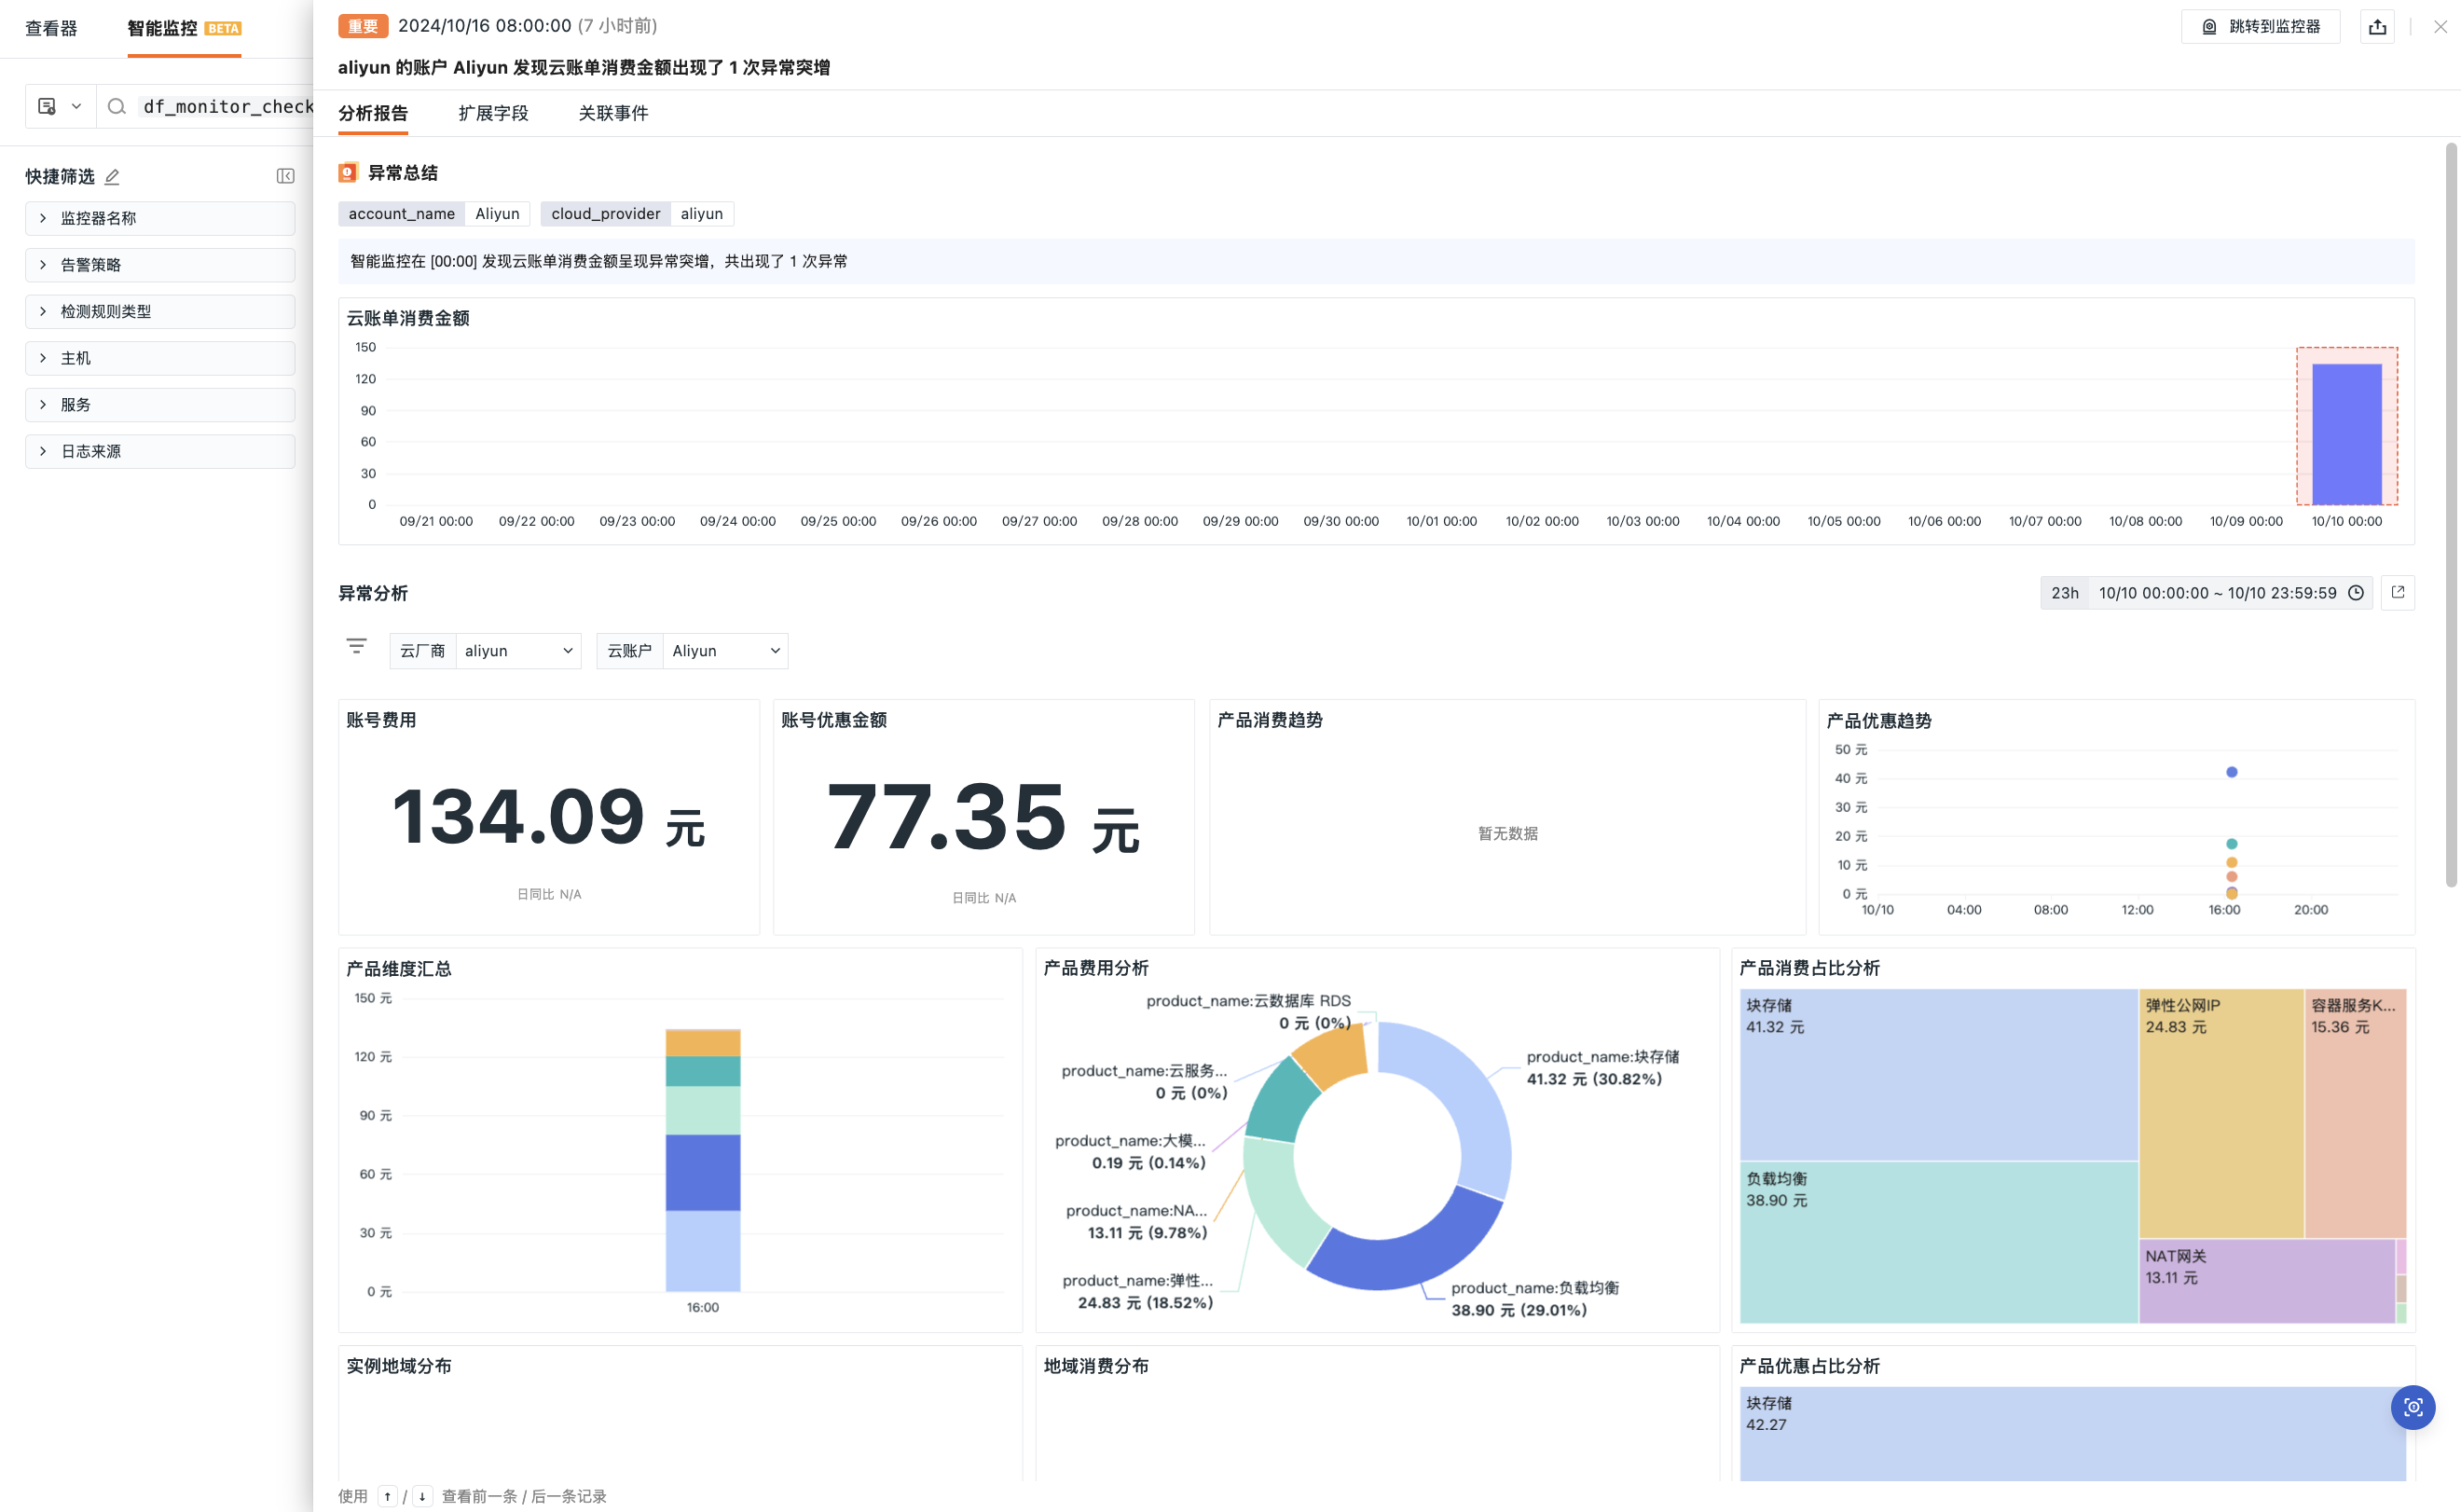 查看器
智能监控 BETA
df_monitor_check
快捷筛选
监控器名称
告警策略
检测规则类型
主机
服务
日志来源
重要 2024/10/16 08:00:00 (7 小时前)
跳转到监控器
aliyun 的账户 Aliyun 发现云账单消费金额出现了 1 次异常突增
分析报告 扩展字段 关联事件
异常总结
account_name Aliyun cloud_provider aliyun
智能监控在 [00:00] 发现云账单消费金额呈现异常突增，共出现了 1 次异常
云账单消费金额
150
120
90
60
30
0
09/21 00:00 09/22 00:00 09/23 00:00 09/24 00:00 09/25 00:00 09/26 00:00 09/27 00:00 09/28 00:00 09/29 00:00 09/30 00:00 10/01 00:00 10/02 00:00 10/03 00:00 10/04 00:00 10/05 00:00 10/06 00:00 10/07 00:00 10/08 00:00 10/09 00:00 10/10 00:00
异常分析
23h 10/10 00:00:00 ~ 10/10 23:59:59
云厂商 aliyun 云账户 Aliyun
账号费用
134.09 元
日同比 N/A
账号优惠金额
77.35 元
日同比 N/A
产品消费趋势
暂无数据
产品优惠趋势
50 元
40 元
30 元
20 元
10 元
0 元
10/10 04:00 08:00 12:00 16:00 20:00
产品维度汇总
150 元
120 元
90 元
60 元
30 元
0 元
16:00
产品费用分析
product_name:云数据库 RDS
0 元 (0%)
product_name:云服务...
0 元 (0%)
product_name:大模...
0.19 元 (0.14%)
product_name:NA...
13.11 元 (9.78%)
product_name:弹性...
24.83 元 (18.52%)
product_name:块存储
41.32 元 (30.82%)
product_name:负载均衡
38.90 元 (29.01%)
产品消费占比分析
块存储
41.32 元
弹性公网IP
24.83 元
容器服务K...
15.36 元
负载均衡
38.90 元
NAT网关
13.11 元
实例地域分布
地域消费分布
产品优惠占比分析
块存储
42.27
使用 ↑ / ↓ 查看前一条 / 后一条记录